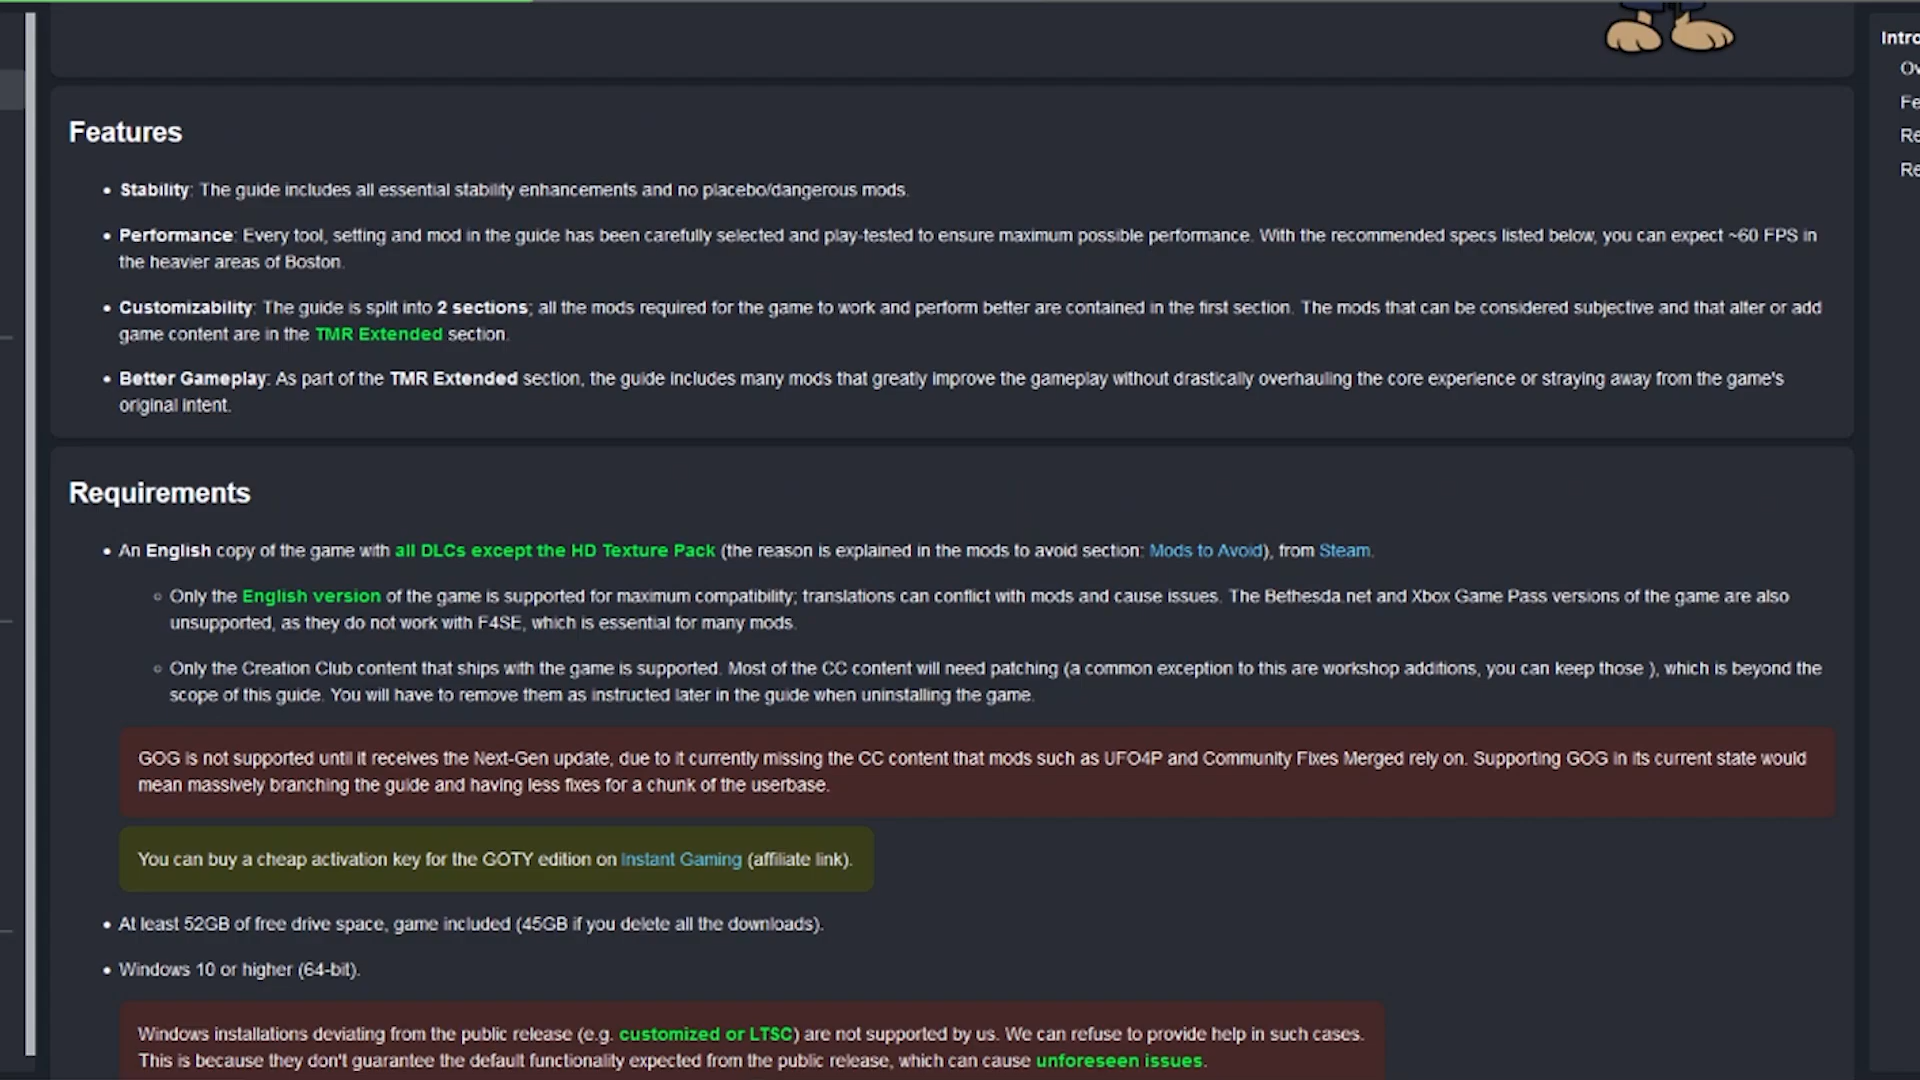 Features
• Stability: The guide includes all essential stability enhancements and no placebo/dangerous mods.
• Performance: Every tool, setting and mod in the guide has been carefully selected and play-tested to ensure maximum possible performance. With the recommended specs listed below, you can expect ~60 FPS in
the heavier areas of Boston.
• Customizability: The guide is split into 2 sections; all the mods required for the game to work and perform better are contained in the first section. The mods that can be considered subjective and that alter or add
game content are in the TMR Extended section.
• Better Gameplay: As part of the TMR Extended section, the guide includes many mods that greatly improve the gameplay without drastically overhauling the core experience or straying away from the game's
original intent.
Requirements
• An English copy of the game with all DLCs except the HD Texture Pack (the reason is explained in the mods to avoid section: Mods to Avoid), from Steam.
◦ Only the English version of the game is supported for maximum compatibility; translations can conflict with mods and cause issues. The Bethesda.net and Xbox Game Pass versions of the game are also
unsupported, as they do not work with F4SE, which is essential for many mods.
◦ Only the Creation Club content that ships with the game is supported. Most of the CC content will need patching (a common exception to this are workshop additions, you can keep those ), which is beyond the
scope of this guide. You will have to remove them as instructed later in the guide when uninstalling the game.
GOG is not supported until it receives the Next-Gen update, due to it currently missing the CC content that mods such as UFO4P and Community Fixes Merged rely on. Supporting GOG in its current state would
mean massively branching the guide and having less fixes for a chunk of the userbase.
You can buy a cheap activation key for the GOTY edition on Instant Gaming (affiliate link).
• At least 52GB of free drive space, game included (45GB if you delete all the downloads).
• Windows 10 or higher (64-bit).
Windows installations deviating from the public release (e.g. customized or LTSC) are not supported by us. We can refuse to provide help in such cases.
This is because they don't guarantee the default functionality expected from the public release, which can cause unforeseen issues.
Intro
Ov
Fe
Re
Re